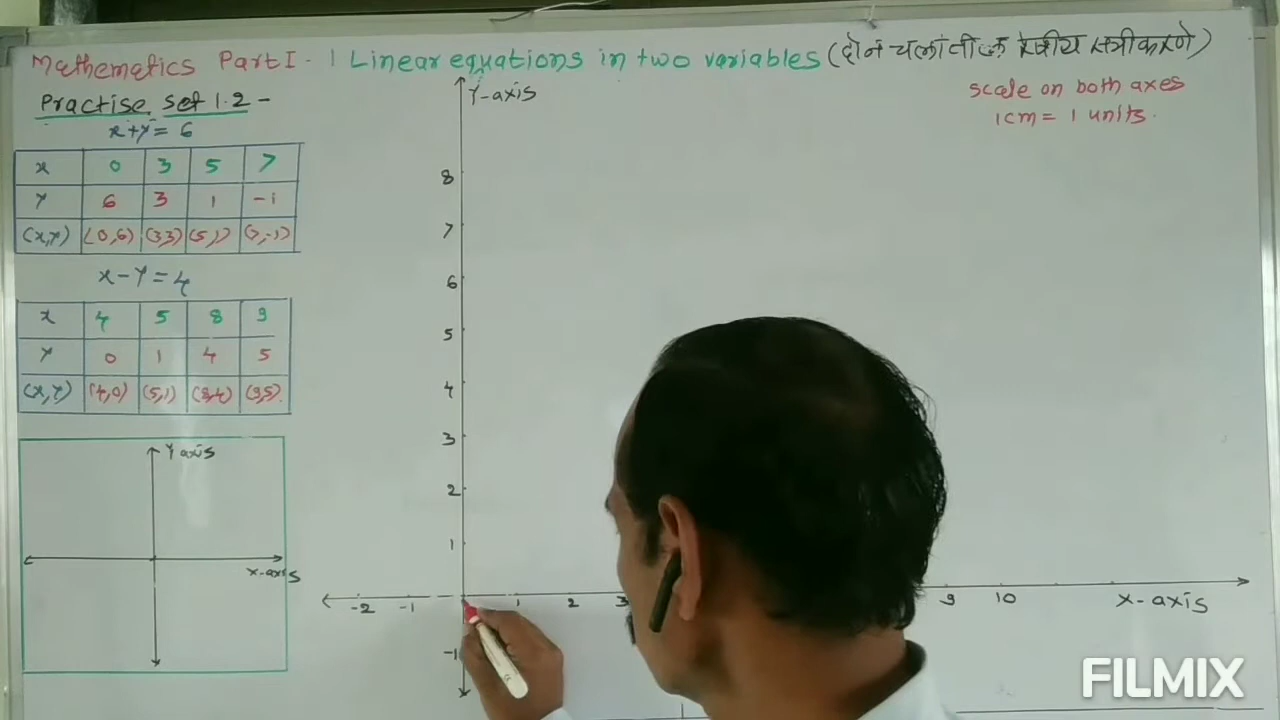 Mathematics Part I - 1 Linear equations in two variables (दोन चलांतील रेषीय समीकरणे)
Practise Set 1.2 -
scale on both axes
1cm = 1 units.
x+y = 6
x 0 3 5 7
y 6 3 1 -1
(x,y) (0,6) (3,3) (5,1) (7,-1)
x-y = 4
x 4 5 8 9
y 0 1 4 5
(x,y) (4,0) (5,1) (8,4) (9,5)
Y axis
x-axis
Y-axis
8
7
6
5
4
3
2
1
-2 -1 1 2 3 9 10 X-axis
-1
FILMIX